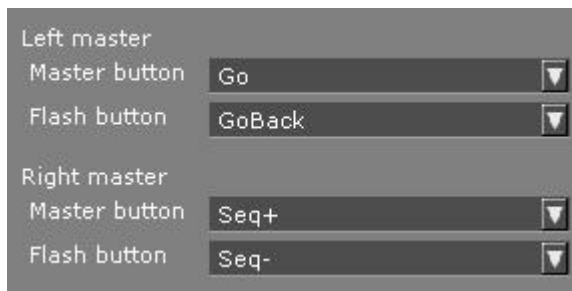 Left master
Master button Go
Flash button GoBack
Right master
Master button Seq+
Flash button Seq-